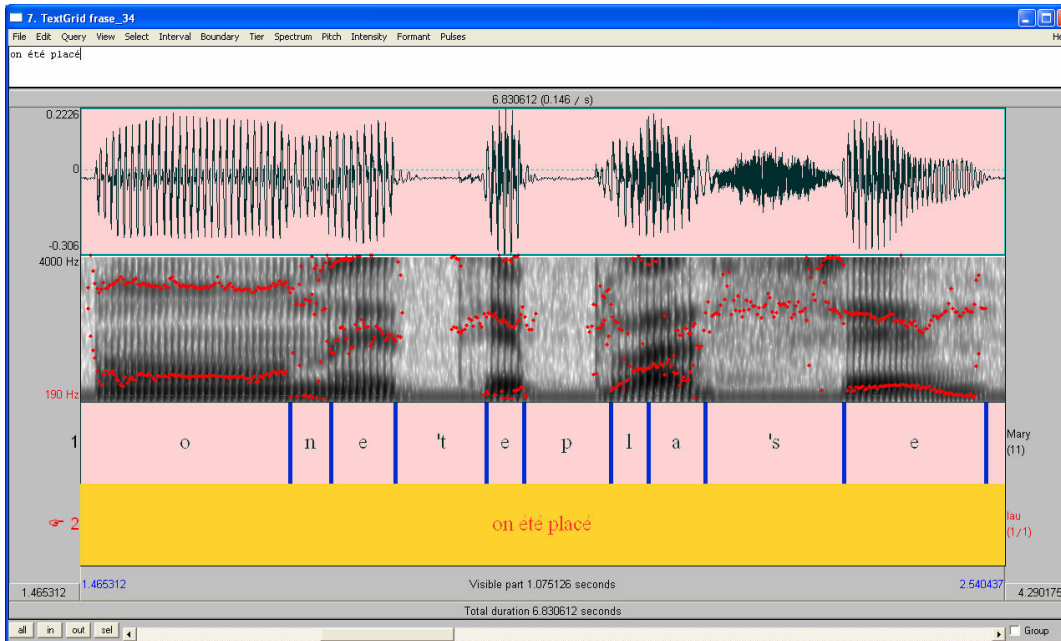 7. TextGrid frase_34
File Edit Query View Select Interval Boundary Tier Spectrum Pitch Intensity Formant Pulses He
on été placé
6.830612 (0.146 / s)
0.2226
0
-0.306
4000 Hz
190 Hz
1 o n e 't e p l a 's e Mary
(11)
☞ 2 on été placé lau
(1/1)
1.465312 1.465312 Visible part 1.075126 seconds 2.540437 4.290175
Total duration 6.830612 seconds
all in out sel Group